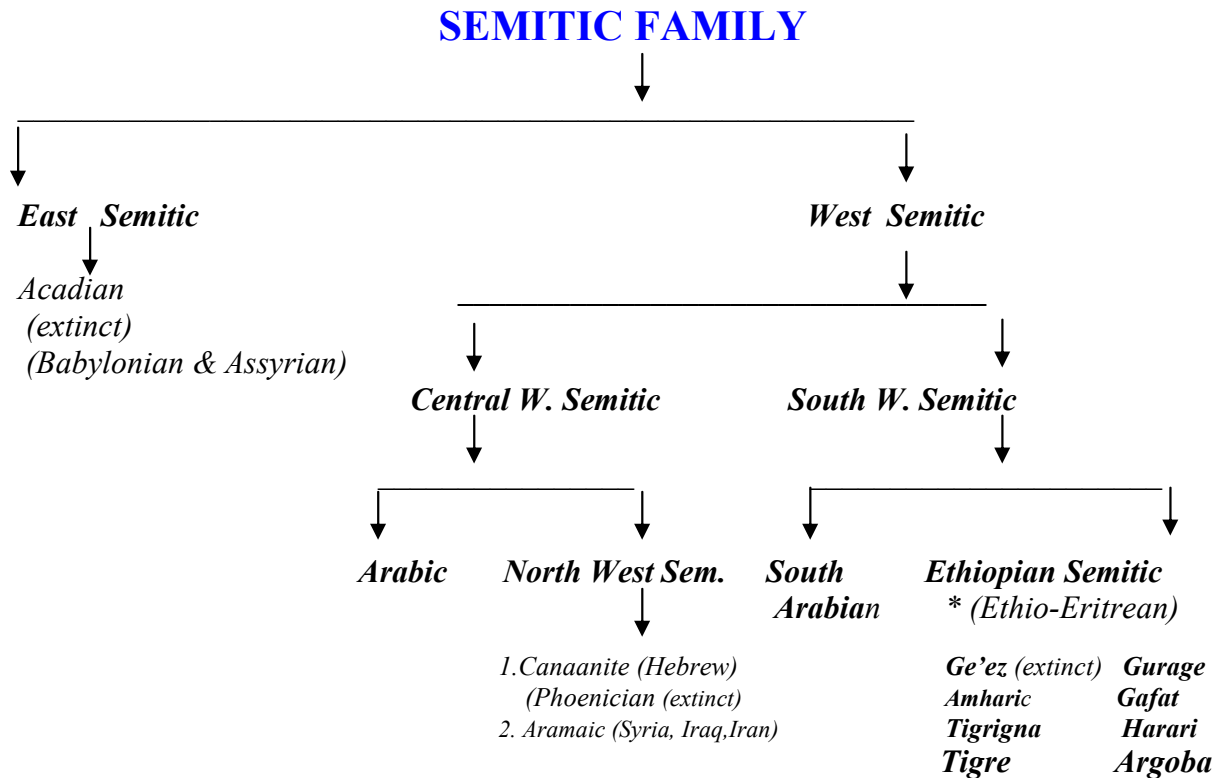 SEMITIC FAMILY
East Semitic
West Semitic
Acadian
(extinct)
(Babylonian & Assyrian)
Central W. Semitic
South W. Semitic
Arabic
North West Sem.
South
Arabian
Ethiopian Semitic
* (Ethio-Eritrean)
1.Canaanite (Hebrew)
(Phoenician (extinct)
2. Aramaic (Syria, Iraq,Iran)
Ge’ez (extinct) Gurage
Amharic Gafat
Tigrigna Harari
Tigre Argoba